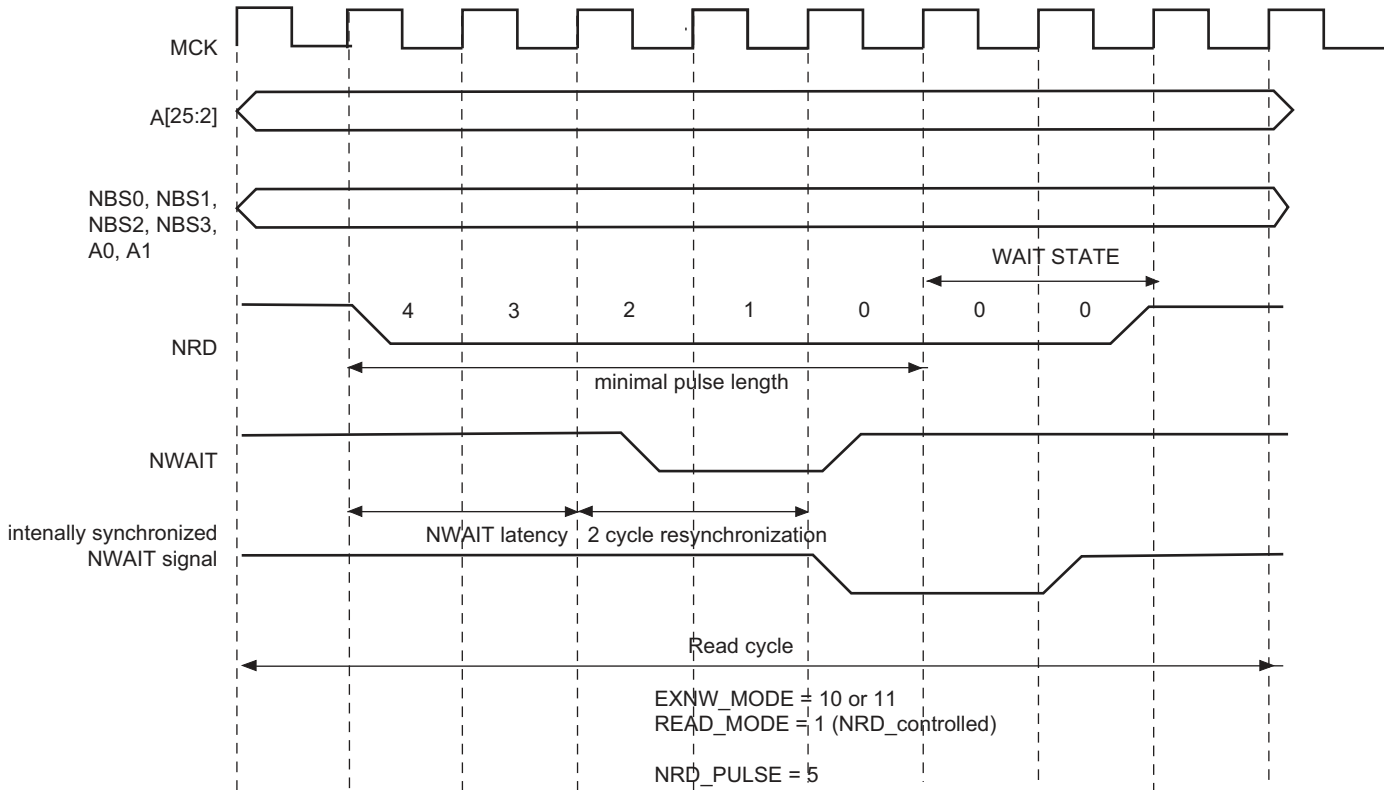 MCK
A[25:2]
NBS0, NBS1,
NBS2, NBS3,
A0, A1
WAIT STATE
4 3 2 1 0 0 0
NRD
minimal pulse length
NWAIT
NWAIT latency 2 cycle resynchronization
intenally synchronized
NWAIT signal
Read cycle
EXNW_MODE = 10 or 11
READ_MODE = 1 (NRD_controlled)
NRD_PULSE = 5